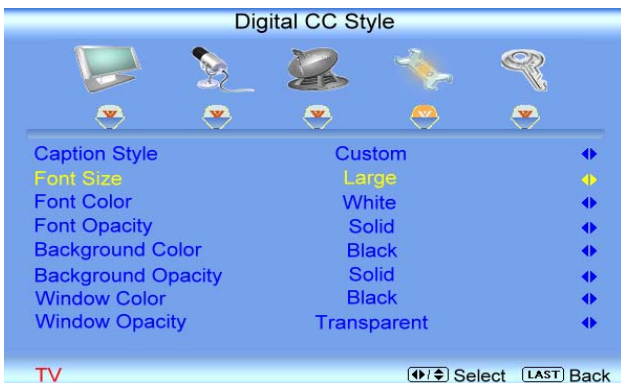 Digital CC Style
Caption Style Custom
Font Size Large
Font Color White
Font Opacity Solid
Background Color Black
Background Opacity Solid
Window Color Black
Window Opacity Transparent
TV Select LAST Back